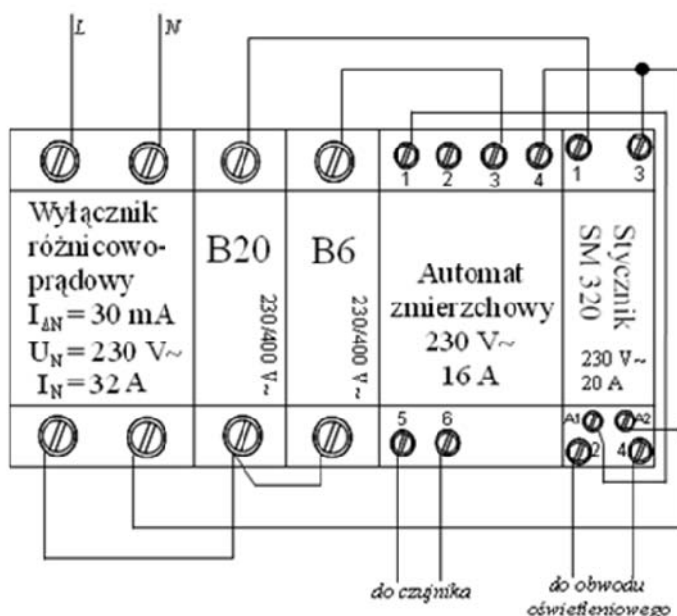 L N
1 2 3 4 1 3
Wyłącznik
różnicowo-
prądowy
IΔN = 30 mA
UN = 230 V~
IN = 32 A
B20
230/400 V~
B6
230/400 V~
Automat
zmierzchowy
230 V~
16 A
Stycznik
SM 320
230 V~
20 A
5 6 A1 A2
2 4
do czujnika
do obwodu
oświetleniowego